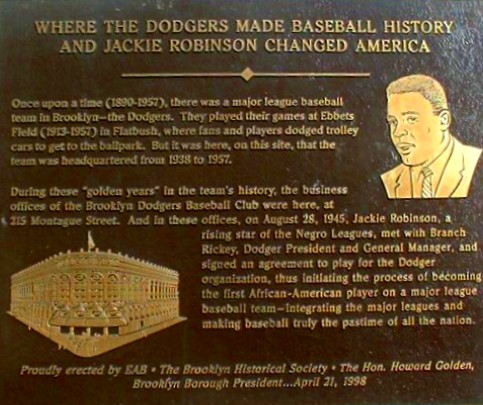 WHERE THE DODGERS MADE BASEBALL HISTORY
AND JACKIE ROBINSON CHANGED AMERICA
Once upon a time (1890-1957), there was a major league baseball
team in Brooklyn—the Dodgers. They played their games at Ebbets
Field (1913-1957) in Flatbush, where fans and players dodged trolley
cars to get to the ballpark. But it was here, on this site, that the
team was headquartered from 1938 to 1957.
During these "golden years" in the team's history, the business
offices of the Brooklyn Dodgers Baseball Club were here, at
215 Montague Street. And in these offices, on August 28, 1945, Jackie Robinson, a
rising star of the Negro Leagues, met with Branch
Rickey, Dodger President and General Manager, and
signed an agreement to play for the Dodger
organization, thus initiating the process of becoming
the first African-American player on a major league
baseball team—integrating the major leagues and
making baseball truly the pastime of all the nation.
Proudly erected by EAB • The Brooklyn Historical Society • The Hon. Howard Golden,
Brooklyn Borough President...April 21, 1998